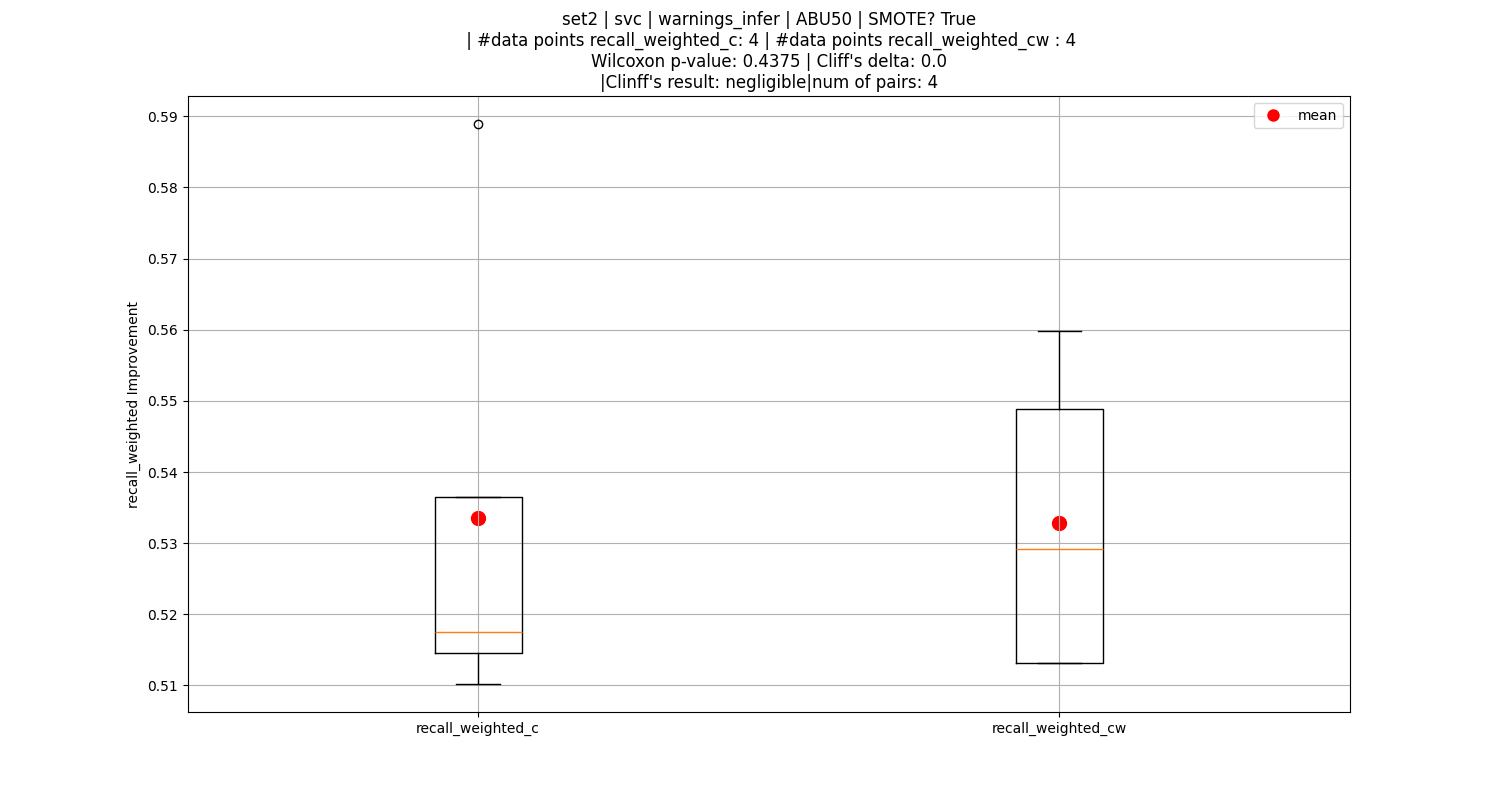 set2 | svc | warnings_infer | ABU50 | SMOTE? True
| #data points recall_weighted_c: 4 | #data points recall_weighted_cw : 4
Wilcoxon p-value: 0.4375 | Cliff's delta: 0.0
|Clinff's result: negligible|num of pairs: 4
mean
0.59
0.58
0.57
0.56
0.55
0.54
0.53
0.52
0.51
recall_weighted Improvement
recall_weighted_c
recall_weighted_cw